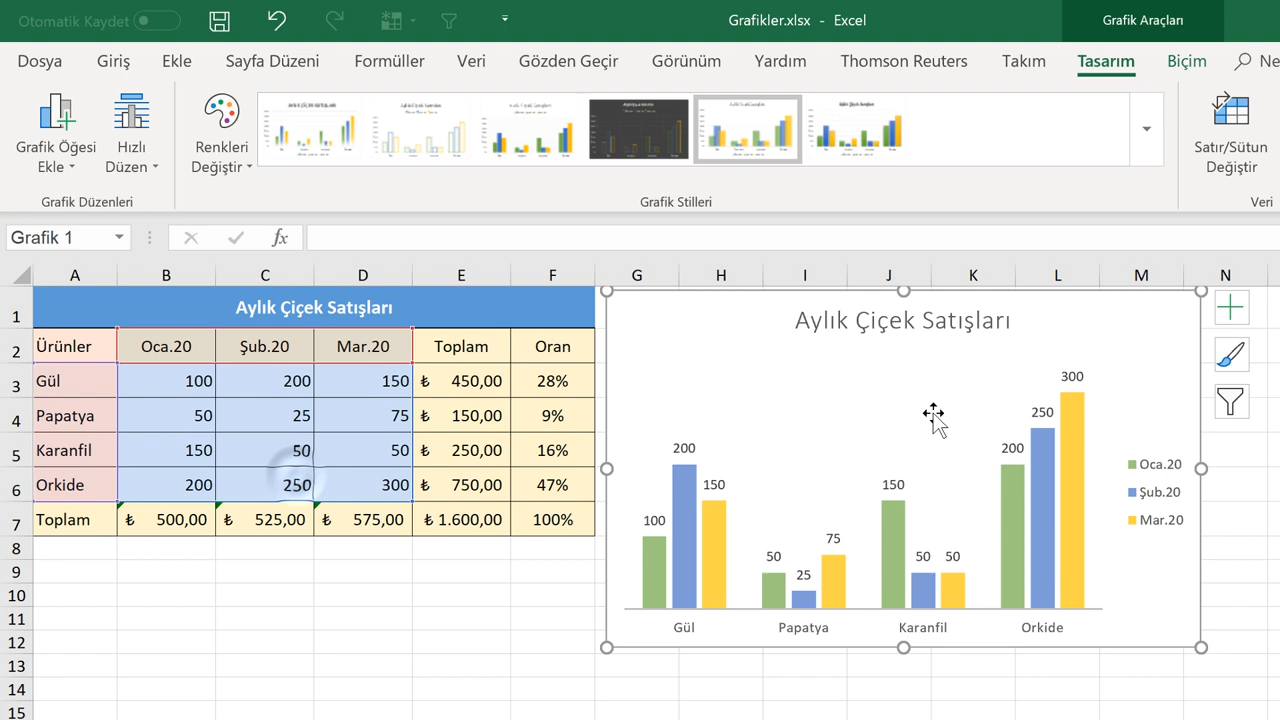 Otomatik Kaydet
Grafikler.xlsx - Excel
Grafik Araçları
Dosya Giriş Ekle Sayfa Düzeni Formüller Veri Gözden Geçir Görünüm Yardım Thomson Reuters Takım Tasarım Biçim Ne
Grafik Öğesi Ekle
Hızlı Düzen
Renkleri Değiştir
Satır/Sütun Değiştir
Grafik Düzenleri
Grafik Stilleri
Veri
Grafik 1
fx
A B C D E F G H I J K L M N
1 Aylık Çiçek Satışları
2 Ürünler Oca.20 Şub.20 Mar.20 Toplam Oran
3 Gül 100 200 150 ₺ 450,00 28%
4 Papatya 50 25 75 ₺ 150,00 9%
5 Karanfil 150 50 50 ₺ 250,00 16%
6 Orkide 200 250 300 ₺ 750,00 47%
7 Toplam ₺ 500,00 ₺ 525,00 ₺ 575,00 ₺ 1.600,00 100%
8
9
10
11
12
13
14
15
Aylık Çiçek Satışları
100 200 150
50 25 75
150 50 50
200 250 300
Gül Papatya Karanfil Orkide
Oca.20
Şub.20
Mar.20